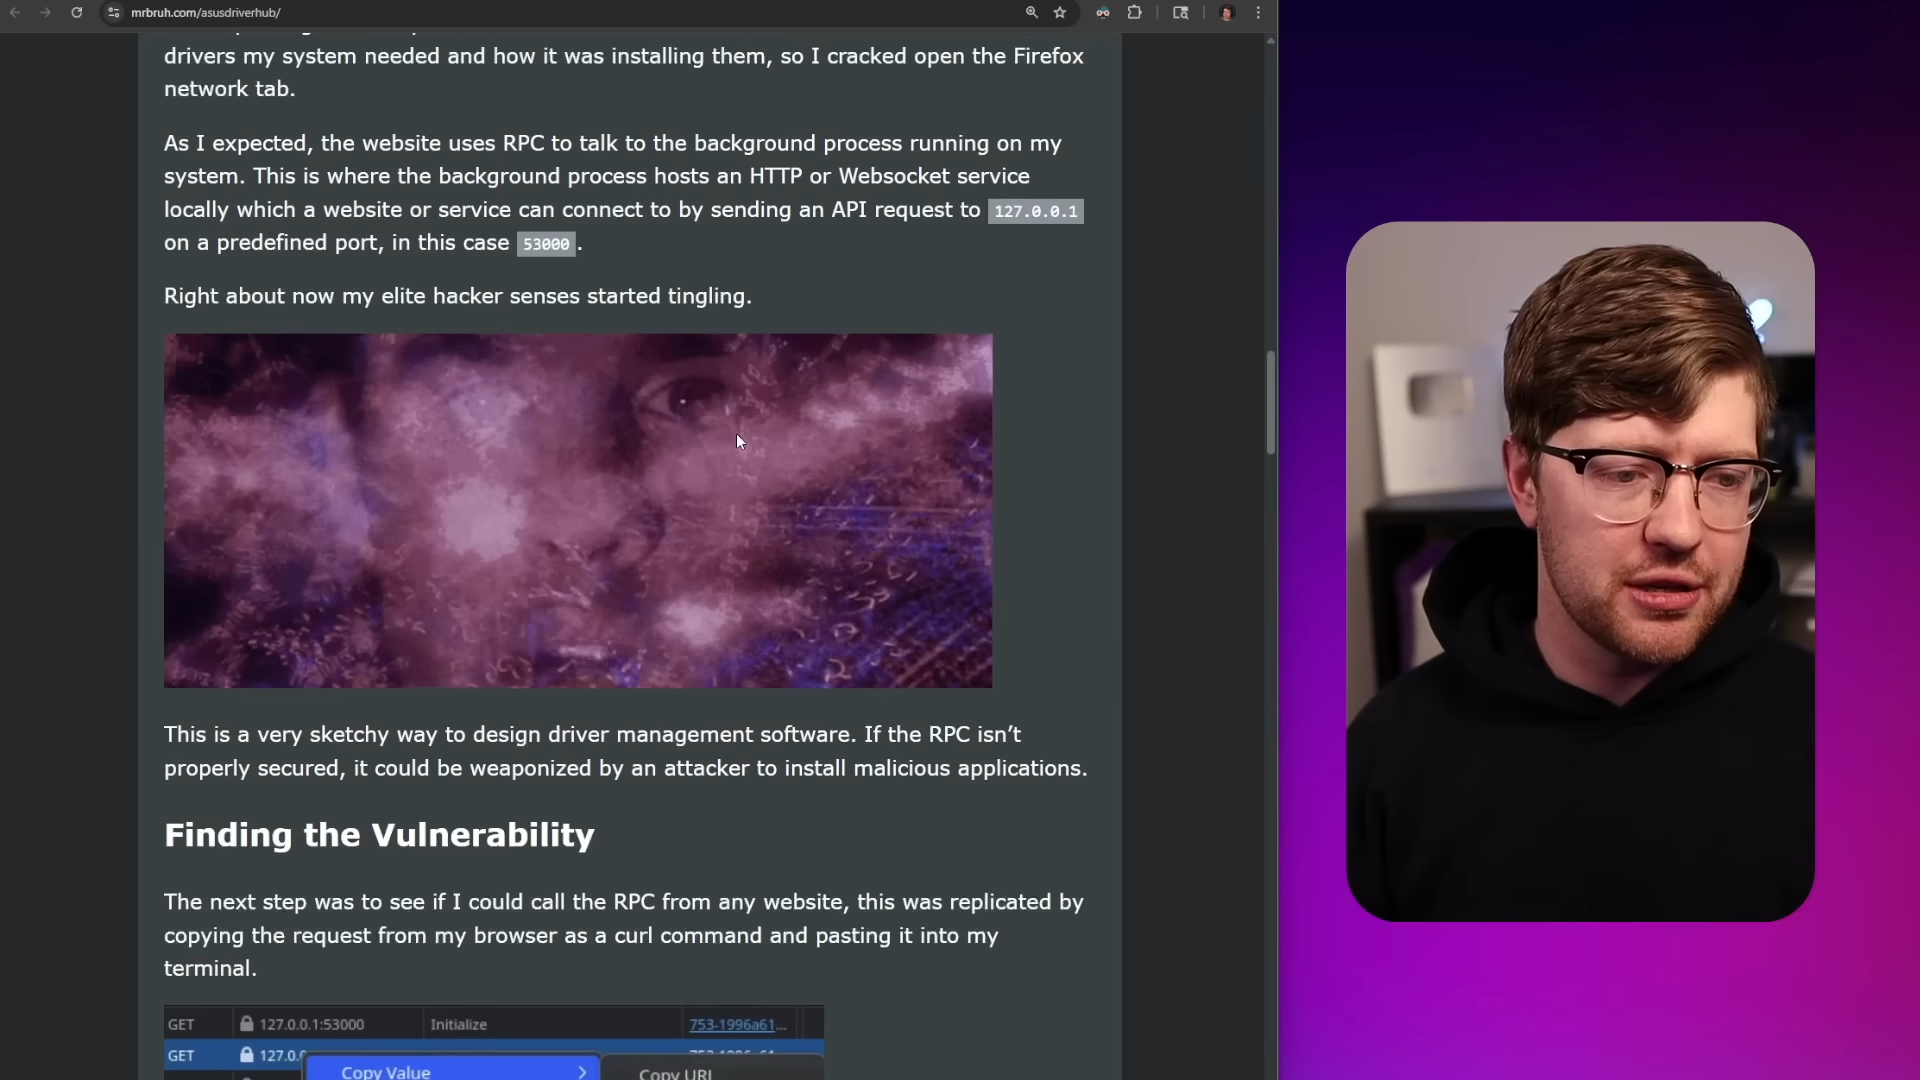 mrbruh.com/asusdriverhub/
drivers my system needed and how it was installing them, so I cracked open the Firefox
network tab.
As I expected, the website uses RPC to talk to the background process running on my
system. This is where the background process hosts an HTTP or Websocket service
locally which a website or service can connect to by sending an API request to 127.0.0.1
on a predefined port, in this case 53000.
Right about now my elite hacker senses started tingling.
This is a very sketchy way to design driver management software. If the RPC isn’t
properly secured, it could be weaponized by an attacker to install malicious applications.
Finding the Vulnerability
The next step was to see if I could call the RPC from any website, this was replicated by
copying the request from my browser as a curl command and pasting it into my
terminal.
GET 127.0.0.1:53000 Initialize 753-1996a61...
GET 127.0.0
Copy Value Copy URL